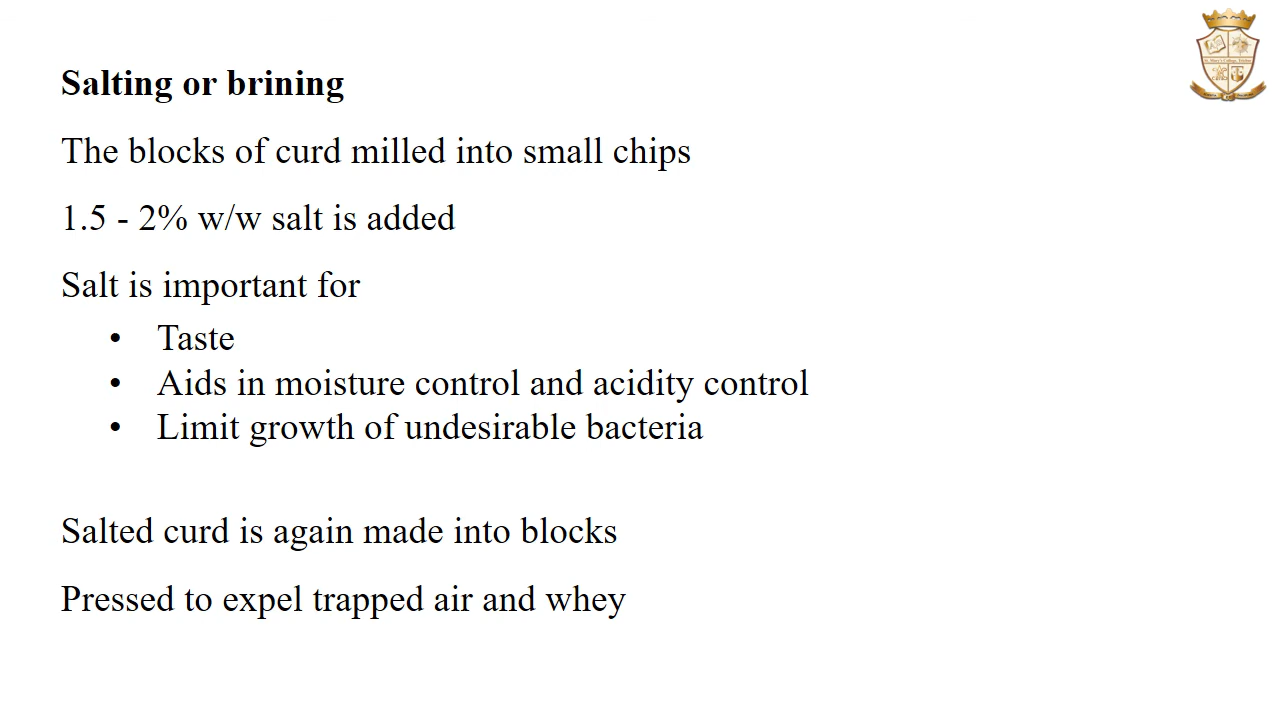 Salting or brining
The blocks of curd milled into small chips
1.5 - 2% w/w salt is added
Salt is important for
• Taste
• Aids in moisture control and acidity control
• Limit growth of undesirable bacteria
Salted curd is again made into blocks
Pressed to expel trapped air and whey